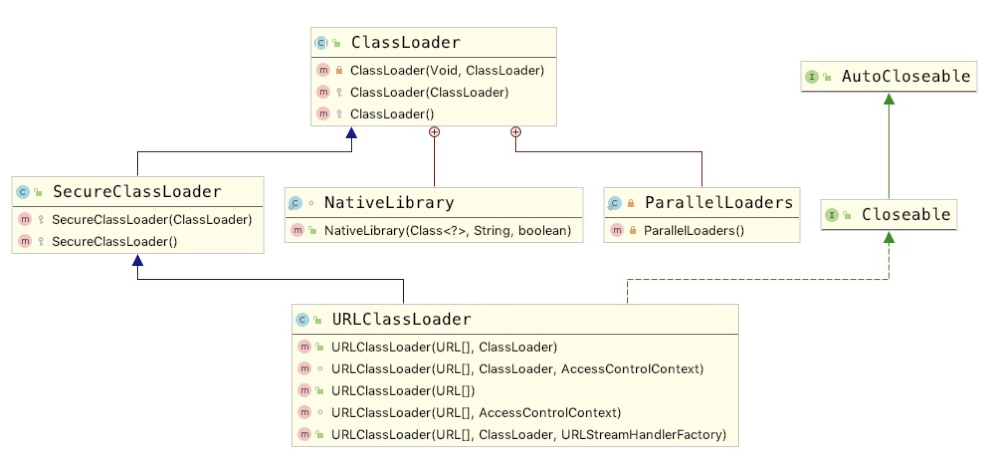 ClassLoader
ClassLoader(Void, ClassLoader)
ClassLoader(ClassLoader)
ClassLoader()
AutoCloseable
SecureClassLoader
SecureClassLoader(ClassLoader)
SecureClassLoader()
NativeLibrary
NativeLibrary(Class<?>, String, boolean)
ParallelLoaders
ParallelLoaders()
Closeable
URLClassLoader
URLClassLoader(URL[], ClassLoader)
URLClassLoader(URL[], ClassLoader, AccessControlContext)
URLClassLoader(URL[])
URLClassLoader(URL[], AccessControlContext)
URLClassLoader(URL[], ClassLoader, URLStreamHandlerFactory)